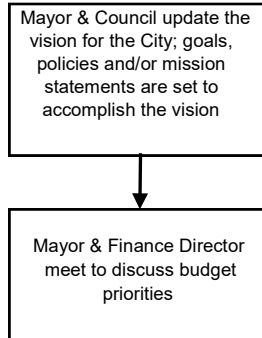 Mayor & Council update the
vision for the City; goals,
policies and/or mission
statements are set to
accomplish the vision
Mayor & Finance Director
meet to discuss budget
priorities